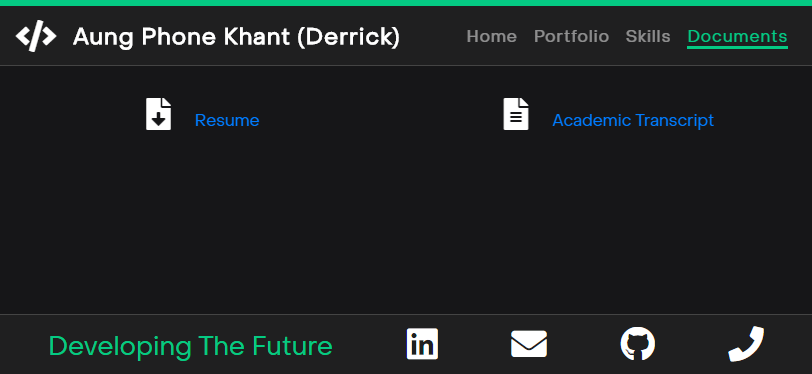 Aung Phone Khant (Derrick)
Home Portfolio Skills Documents
Resume
Academic Transcript
Developing The Future